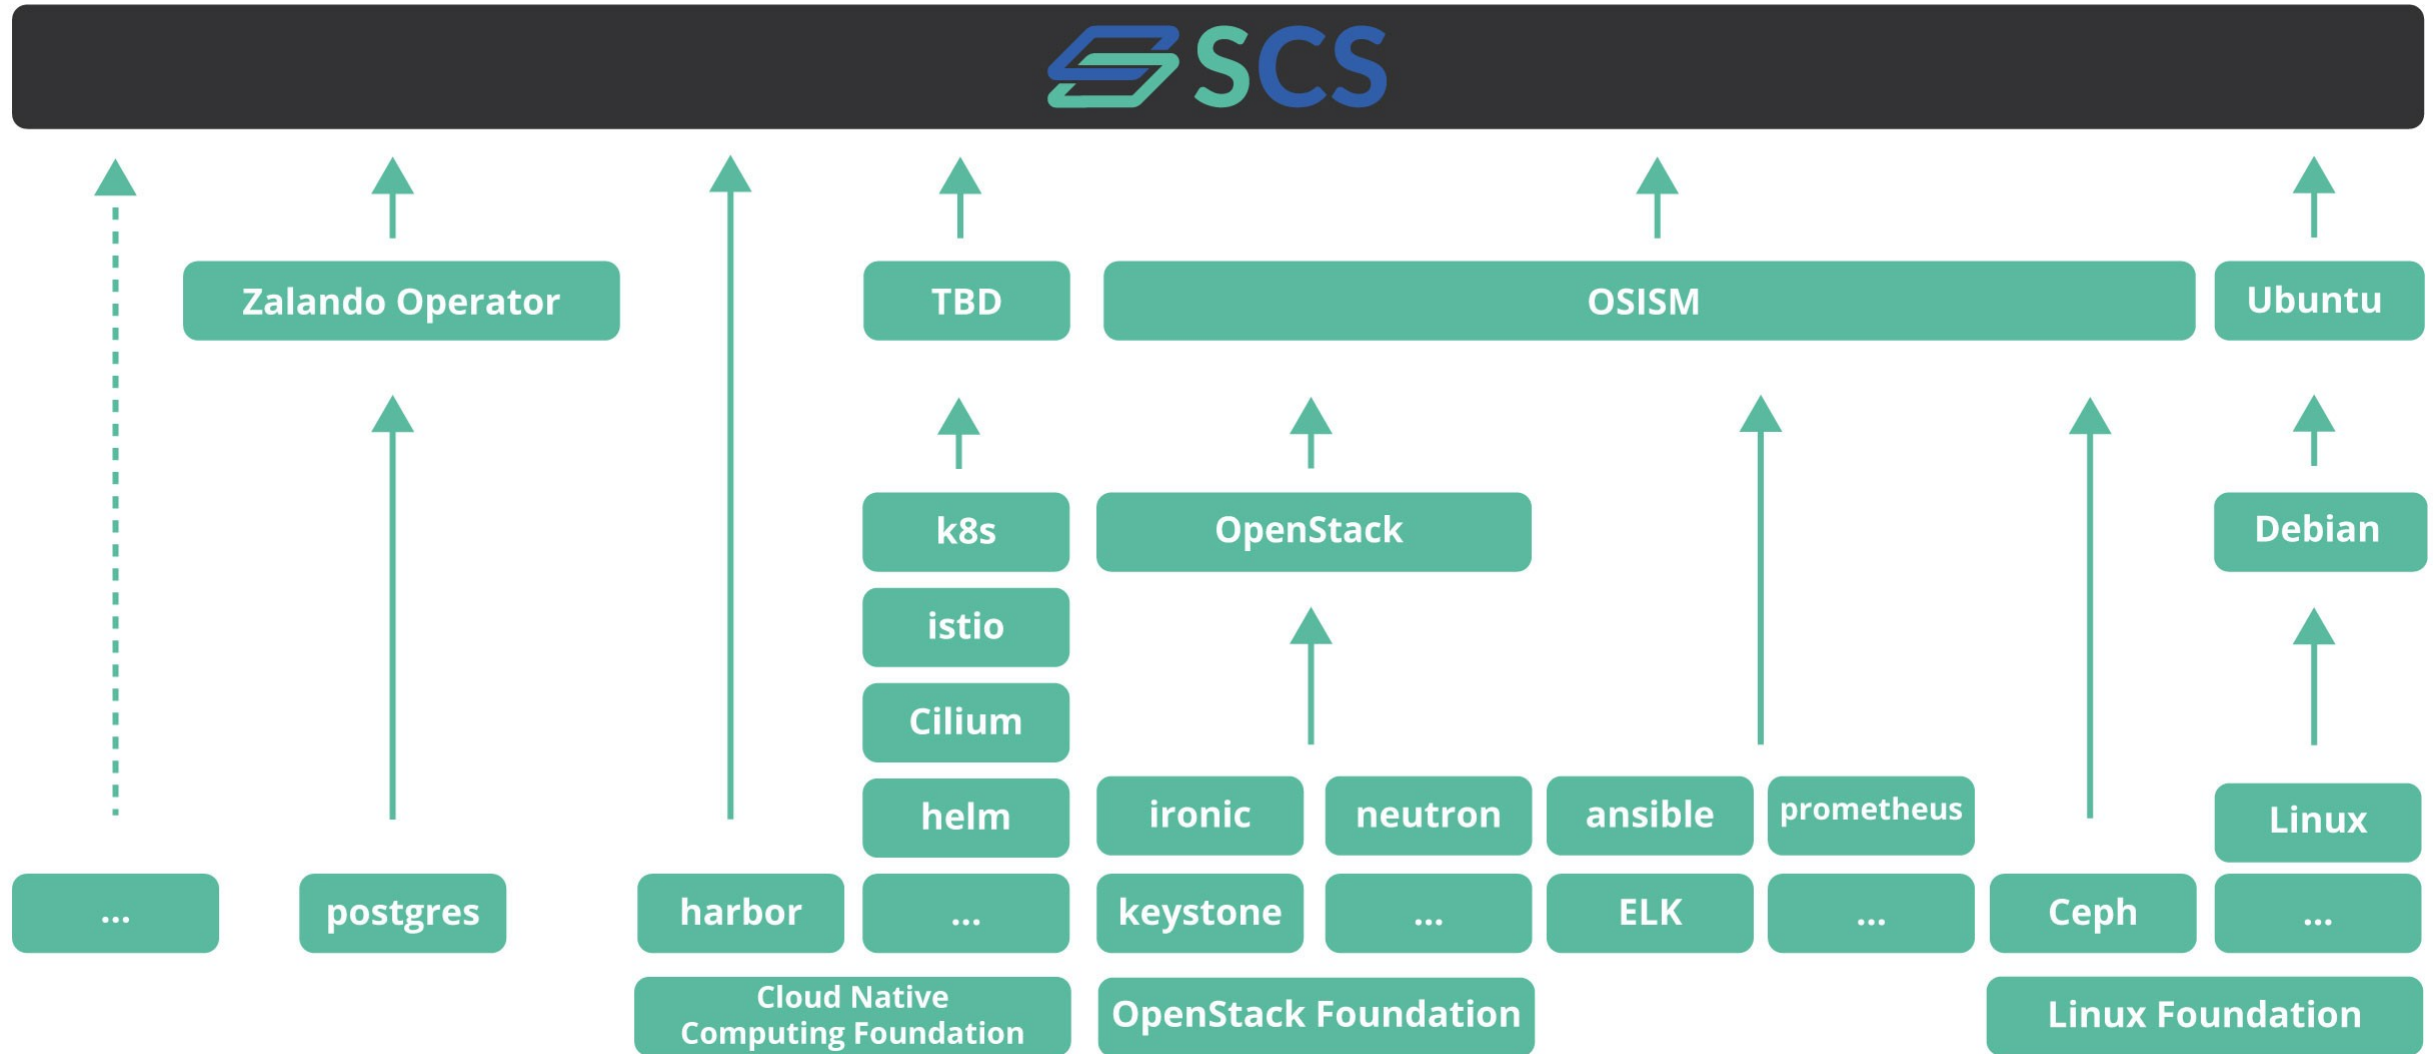 SCS
Zalando Operator
TBD
OSISM
Ubuntu
k8s
OpenStack
Debian
istio
Cilium
helm
ironic
neutron
ansible
prometheus
Linux
...
postgres
harbor
...
keystone
...
ELK
...
Ceph
...
Cloud Native
Computing Foundation
OpenStack Foundation
Linux Foundation